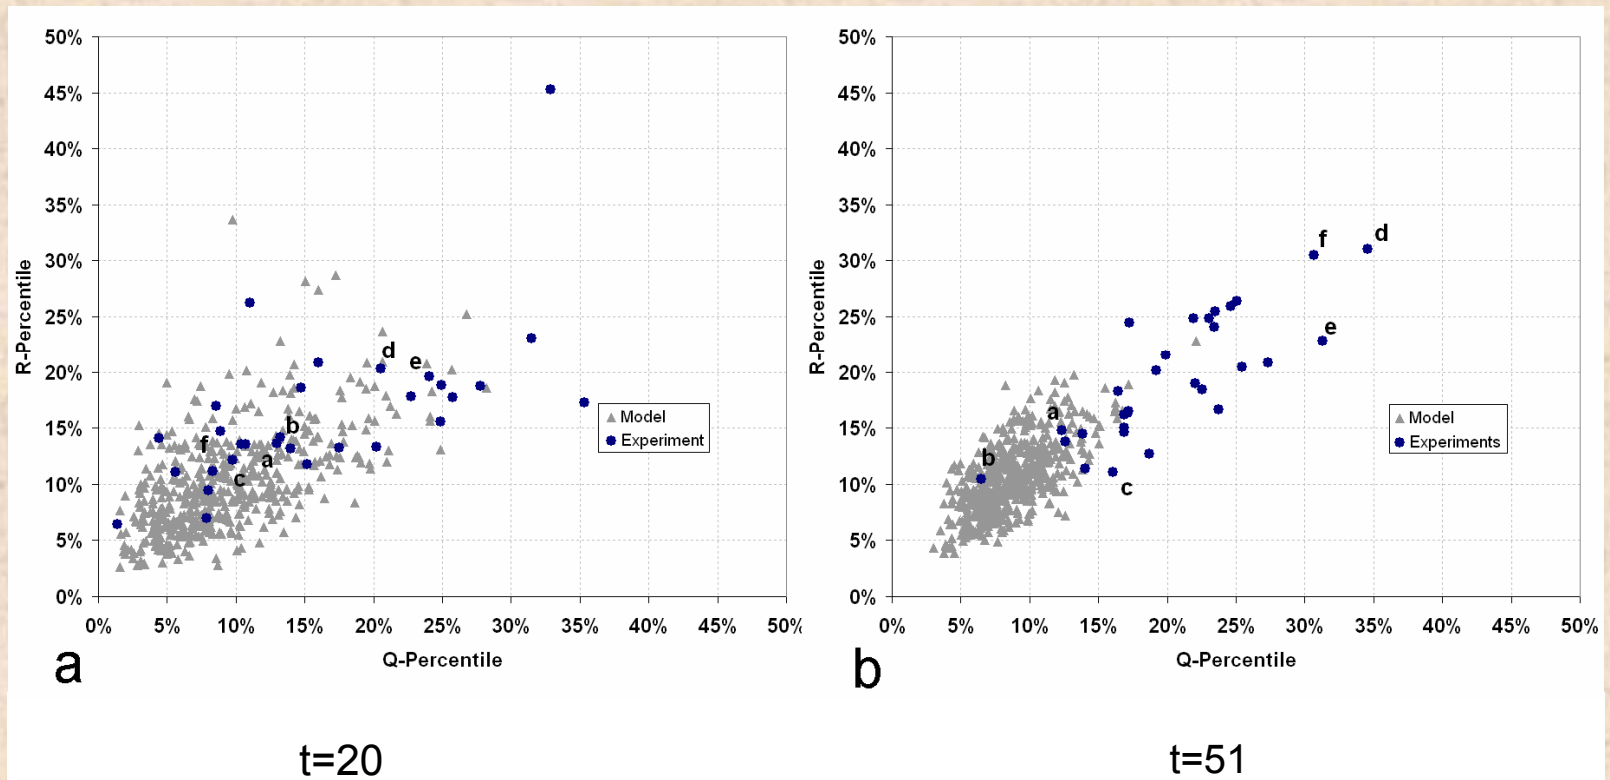 50%
45%
40%
35%
30%
25%
20%
15%
10%
5%
0%
R-Percentile
d
e
b
f
a
c
Model
Experiment
0% 5% 10% 15% 20% 25% 30% 35% 40% 45% 50%
Q-Percentile
a
t=20
50%
45%
40%
35%
30%
25%
20%
15%
10%
5%
0%
R-Percentile
f d
e
a
b
c
Model
Experiments
0% 5% 10% 15% 20% 25% 30% 35% 40% 45% 50%
Q-Percentile
b
t=51